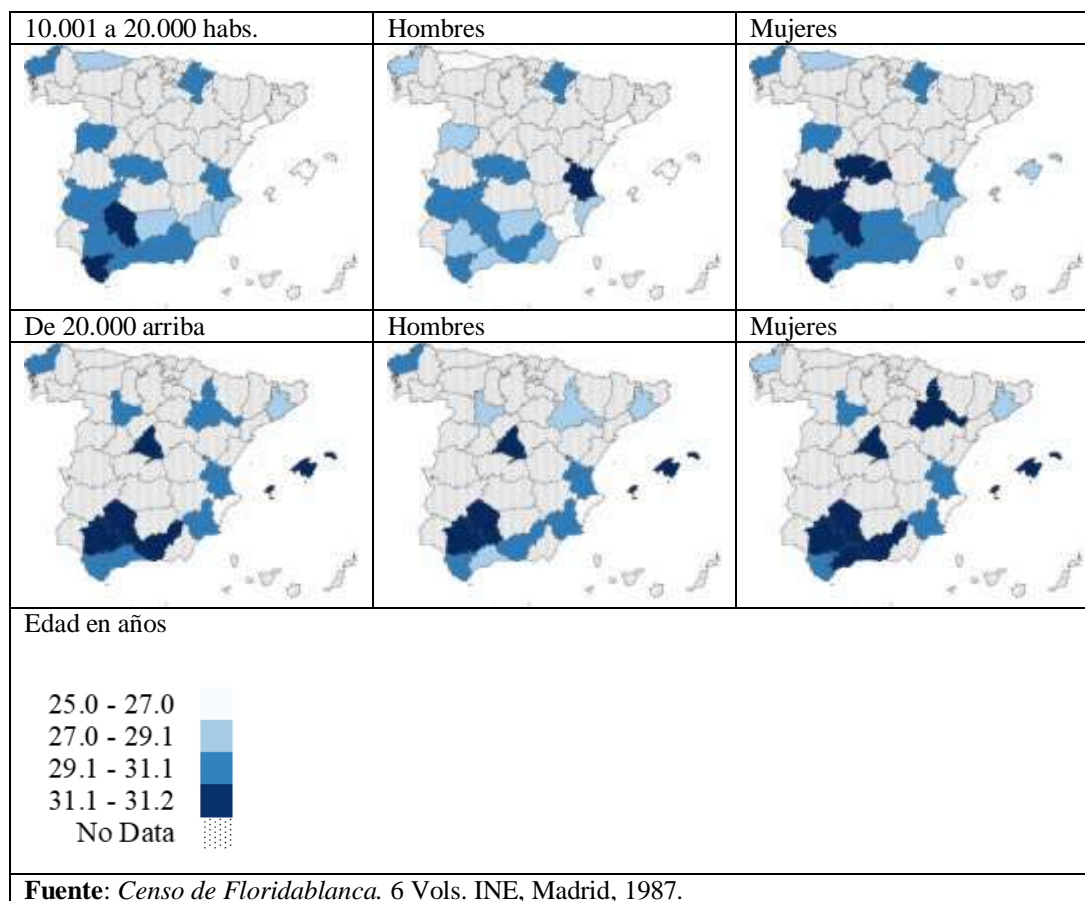 10.001 a 20.000 habs. Hombres Mujeres
De 20.000 arriba Hombres Mujeres
Edad en años
25.0 - 27.0
27.0 - 29.1
29.1 - 31.1
31.1 - 31.2
No Data
Fuente: Censo de Floridablanca. 6 Vols. INE, Madrid, 1987.